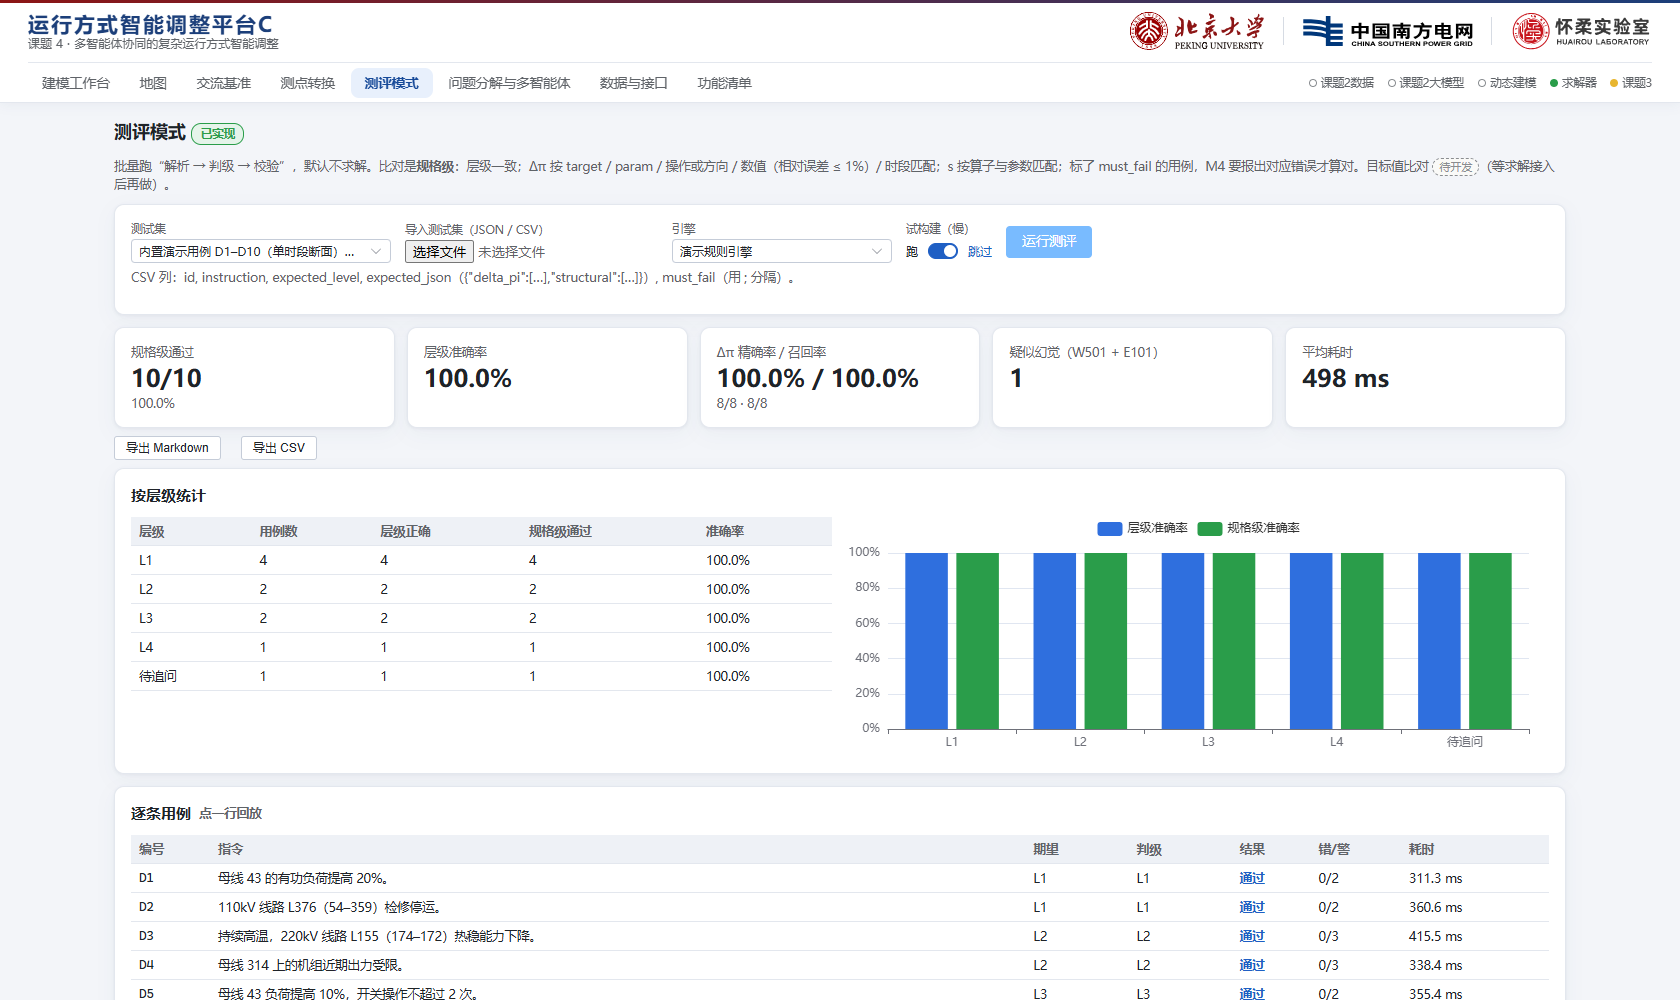 运行方式智能调整平台C
课题 4 · 多智能体协同的复杂运行方式智能调整
北京大学
PEKING UNIVERSITY
中国南方电网
CHINA SOUTHERN POWER GRID
怀柔实验室
HUAIROU LABORATORY
建模工作台 地图 交流基准 测点转换 测评模式 问题分解与多智能体 数据与接口 功能清单
课题2数据 课题2大模型 动态建模 求解器 课题3
测评模式 已实现
批量跑“解析 → 判级 → 校验”，默认不求解。比对是规格级：层级一致；Δπ 按 target / param / 操作或方向 / 数值（相对误差 ≤ 1%）/ 时段匹配；s 按算子与参数匹配；标了 must_fail 的用例，M4 要报出对应错误才算对。目标值比对 待开发 （等求解接入
后再做）。
测试集 导入测试集（JSON / CSV） 引擎 试构建（慢）
内置演示用例 D1–D10（单时段断面）... 选择文件 未选择文件 演示规则引擎 跑 跳过 运行测评
CSV 列：id, instruction, expected_level, expected_json（{"delta_pi":[...],"structural":[...]}）, must_fail（用 ; 分隔）。
规格级通过
10/10
100.0%
层级准确率
100.0%
Δπ 精确率 / 召回率
100.0% / 100.0%
8/8 · 8/8
疑似幻觉（W501 + E101）
1
平均耗时
498 ms
导出 Markdown 导出 CSV
按层级统计
层级 用例数 层级正确 规格级通过 准确率
L1 4 4 4 100.0%
L2 2 2 2 100.0%
L3 2 2 2 100.0%
L4 1 1 1 100.0%
待追问 1 1 1 100.0%
层级准确率 规格级准确率
100%
80%
60%
40%
20%
0%
L1 L2 L3 L4 待追问
逐条用例 点一行回放
编号 指令 期望 判级 结果 错/警 耗时
D1 母线 43 的有功负荷提高 20%。 L1 L1 通过 0/2 311.3 ms
D2 110kV 线路 L376（54–359）检修停运。 L1 L1 通过 0/2 360.6 ms
D3 持续高温，220kV 线路 L155（174–172）热稳能力下降。 L2 L2 通过 0/3 415.5 ms
D4 母线 314 上的机组近期出力受限。 L2 L2 通过 0/3 338.4 ms
D5 母线 43 负荷提高 10%，开关操作不超过 2 次。 L3 L3 通过 0/2 355.4 ms